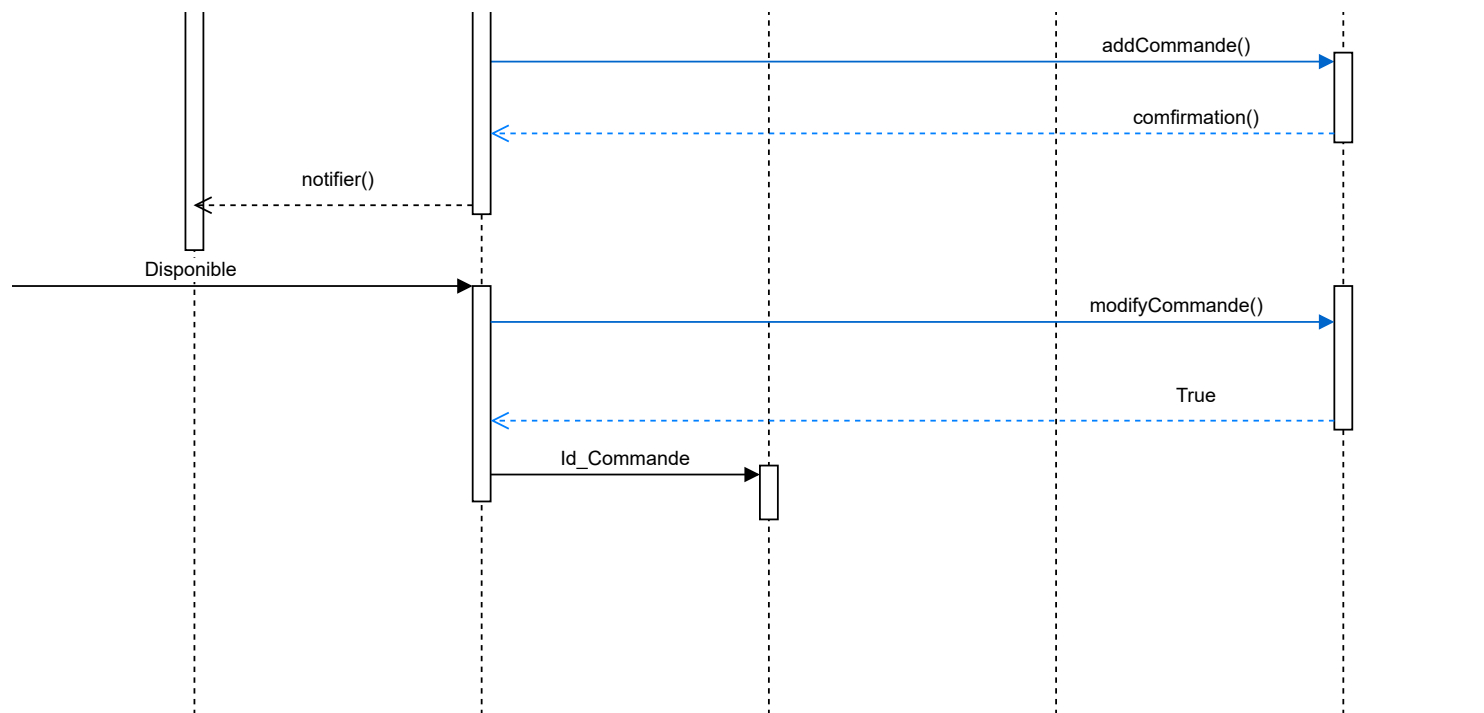 addCommande()
comfirmation()
notifier()
Disponible
modifyCommande()
True
Id_Commande